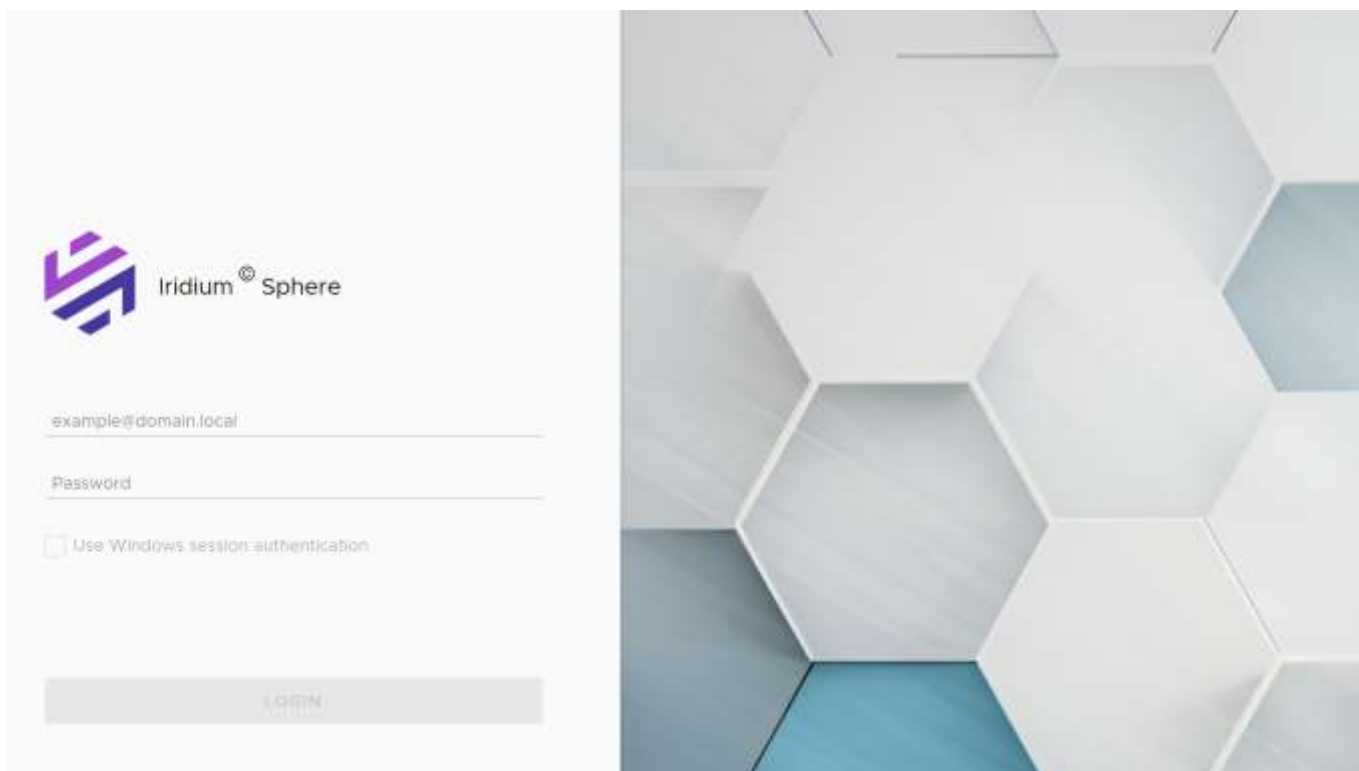 Iridium © Sphere
example@domain.local
Password
Use Windows session authentication
LOGIN